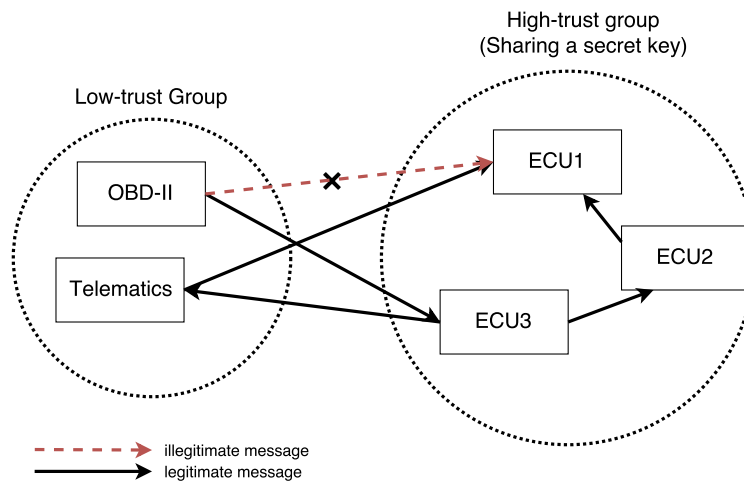 High-trust group
(Sharing a secret key)
Low-trust Group
OBD-II
ECU1
Telematics
ECU2
ECU3
illegitimate message
legitimate message